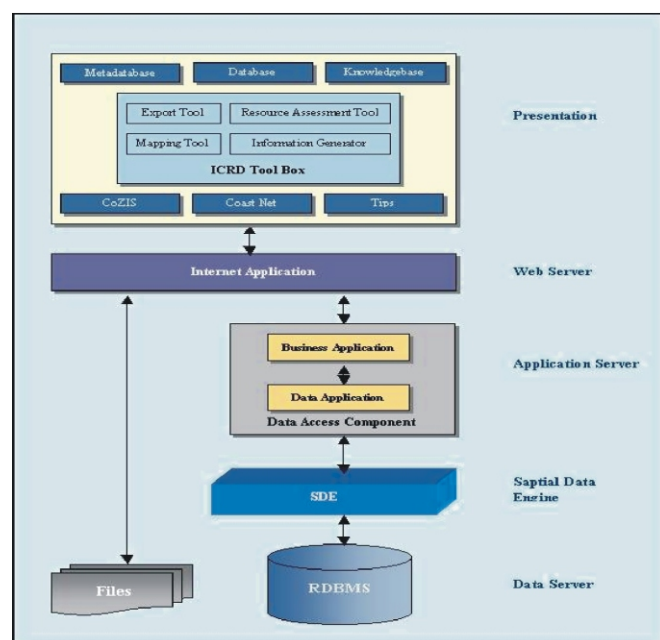 Metadatabase
Database
Knowledgebase
Export Tool
Resource Assessment Tool
Presentation
Mapping Tool
Information Generator
ICRD Tool Box
CoZIS
Coast Net
Tips
Internet Application
Web Server
Business Application
Application Server
Data Application
Data Access Component
SDE
Saptial Data
Engine
Files
RDBMS
Data Server